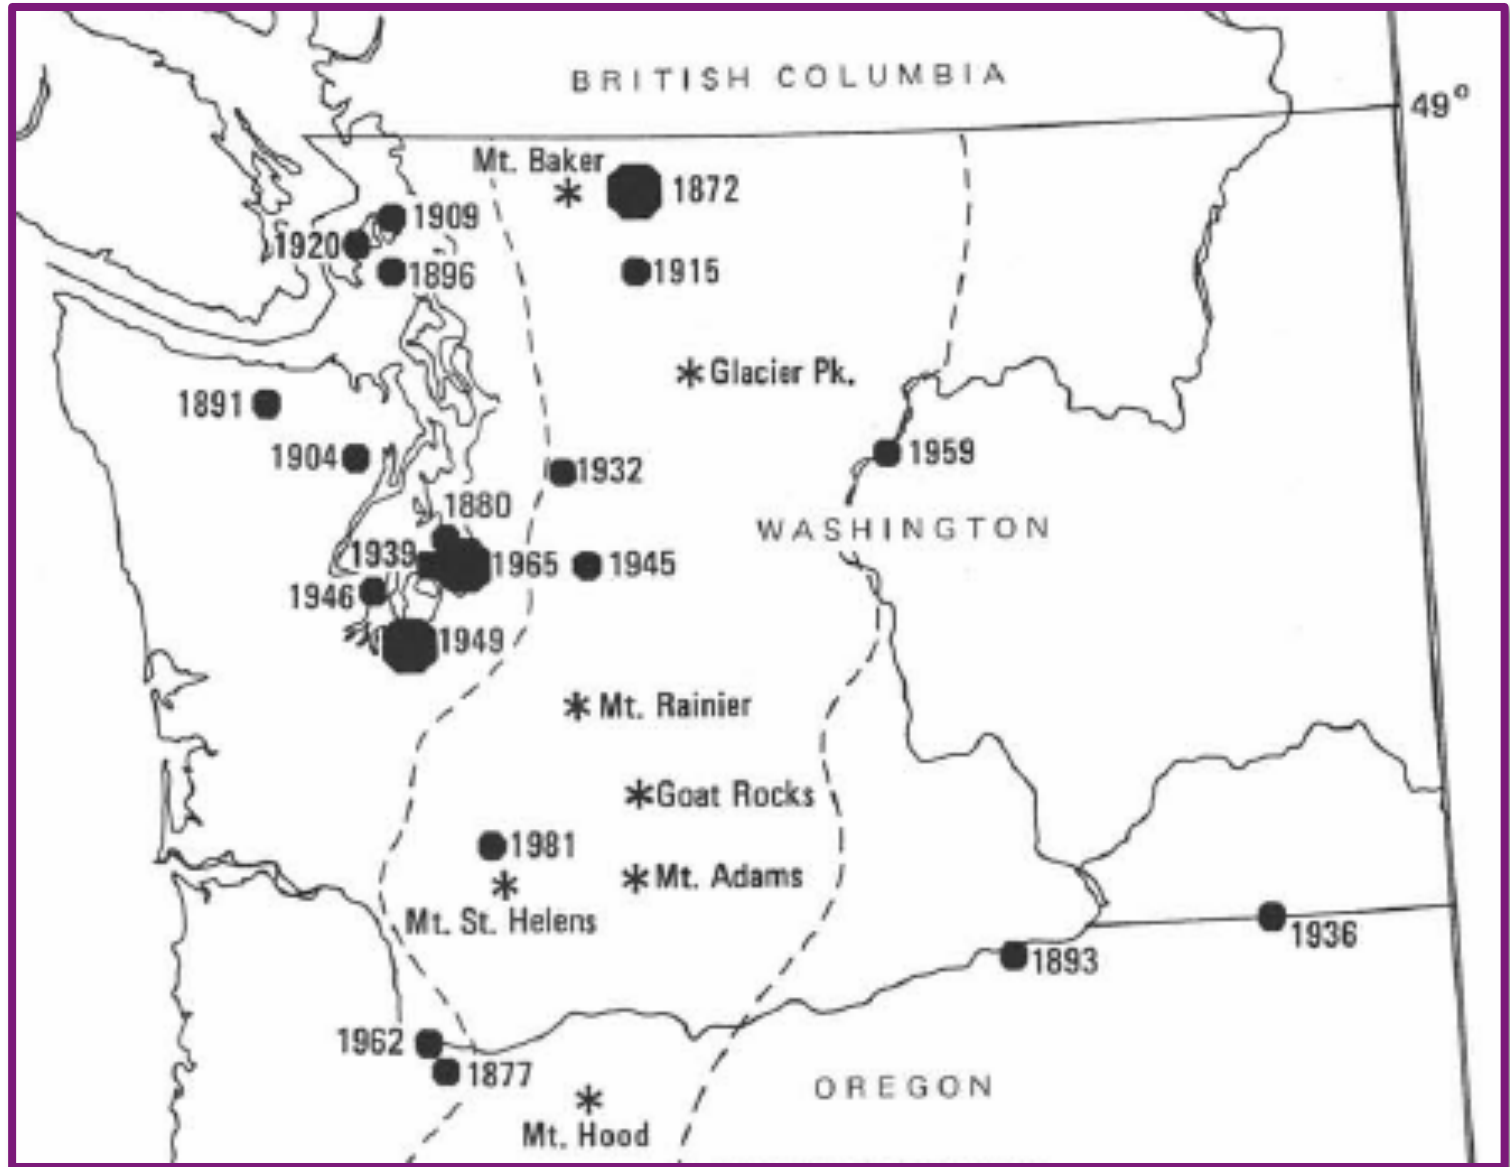 BRITISH COLUMBIA
49°
Mt. Baker
1872
1909
1920
1896
1915
Glacier Pk.
1891
1904
1932
1959
1880
WASHINGTON
1939
1965
1945
1946
1949
Mt. Rainier
Goat Rocks
1981
Mt. Adams
Mt. St. Helens
1936
1893
1962
1877
OREGON
Mt. Hood